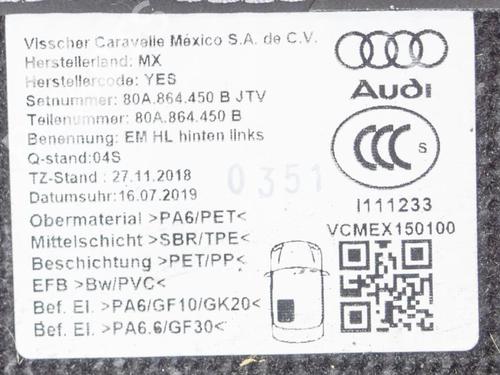 Visscher Caravelle México S.A. de C.V.
Herstellerland: MX
Herstellercode: YES
Setnummer: 80A.864.450 B JTV
Teilenummer: 80A.864.450 B
Benennung: EM HL hinten links
Q-stand:04S
TZ-Stand : 27.11.2018
Datumsuhr:16.07.2019
0351
Obermaterial >PA6/PET<
Mittelschicht >SBR/TPE<
Beschichtung >PET/PP<
EFB >Bw/PVC<
Bef. El. >PA6/GF10/GK20<
Bef. El. >PA6.6/GF30<
Audi
CCC S
I111233
VCMEX150100